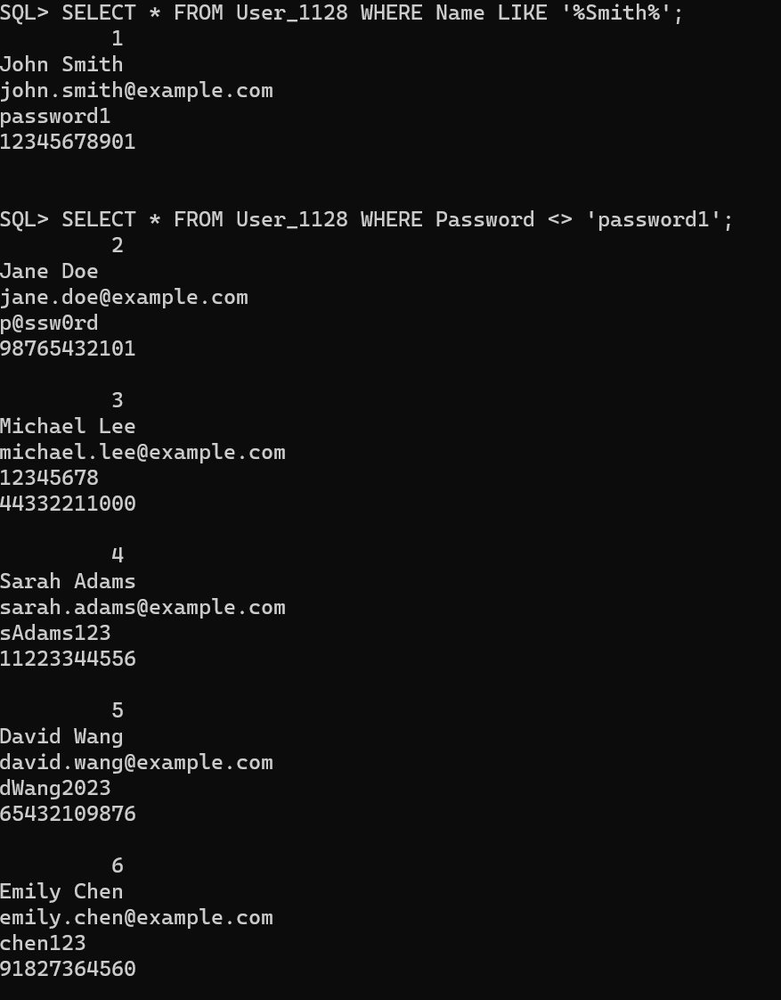 SQL> SELECT * FROM User_1128 WHERE Name LIKE '%Smith%';
1
John Smith
john.smith@example.com
password1
12345678901
SQL> SELECT * FROM User_1128 WHERE Password <> 'password1';
2
Jane Doe
jane.doe@example.com
p@ssw0rd
98765432101
3
Michael Lee
michael.lee@example.com
12345678
44332211000
4
Sarah Adams
sarah.adams@example.com
sAdams123
11223344556
5
David Wang
david.wang@example.com
dWang2023
65432109876
6
Emily Chen
emily.chen@example.com
chen123
91827364560